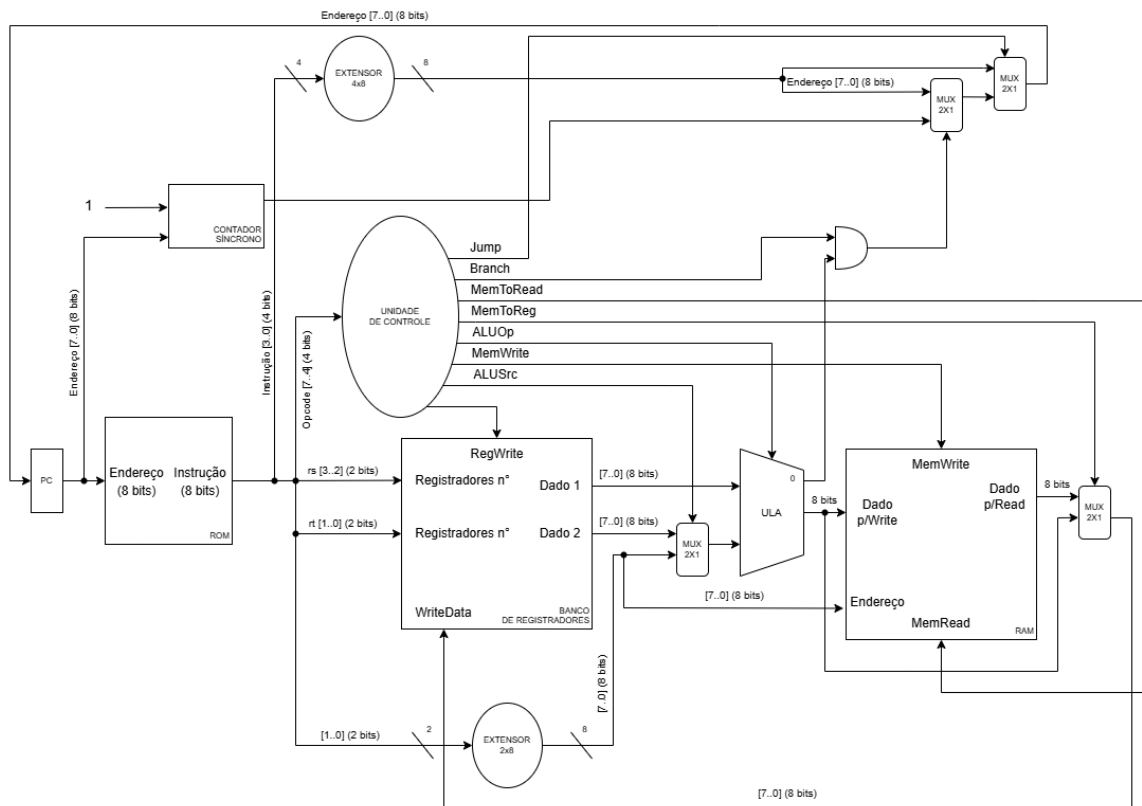 Endereço [7..0] (8 bits)
4
EXTENSOR
4x8
8
Endereço [7..0] (8 bits)
MUX
2X1
MUX
2X1
1
CONTADOR
SÍNCRONO
Endereço [7..0] (8 bits)
Instrução [3..0] (4 bits)
Opcode [7..4] (4 bits)
UNIDADE
DE CONTROLE
Jump
Branch
MemToRead
MemToReg
ALUOp
MemWrite
ALUSrc
PC
Endereço
(8 bits)
Instrução
(8 bits)
ROM
rs [3..2] (2 bits)
rt [1..0] (2 bits)
RegWrite
Registradores n°
Dado 1
Registradores n°
Dado 2
WriteData
BANCO
DE REGISTRADORES
[7..0] (8 bits)
[7..0] (8 bits)
MUX
2X1
0
ULA
8 bits
[7..0] (8 bits)
MemWrite
Dado
p/Write
Dado
p/Read
Endereço
MemRead
RAM
8 bits
MUX
2X1
[1..0] (2 bits)
2
EXTENSOR
2x8
8
[7..0] (8 bits)
[7..0] (8 bits)